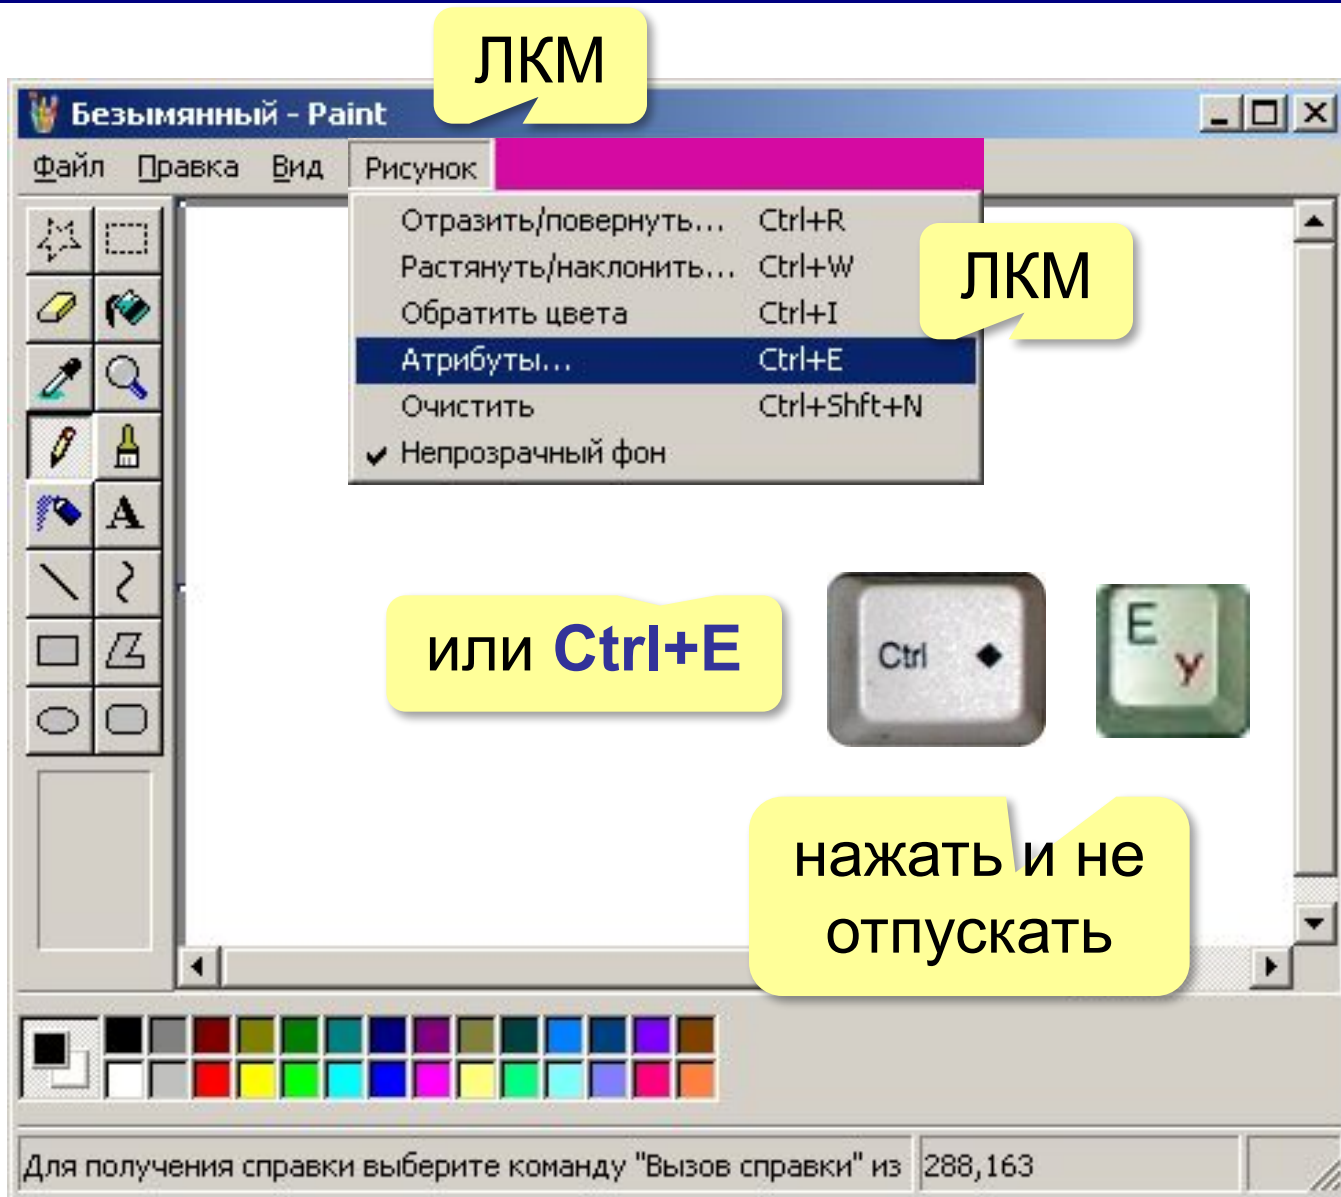 ЛКМ
Безымянный - Paint
Файл Правка Вид Рисунок
Отразить/повернуть... Ctrl+R
Растянуть/наклонить... Ctrl+W
ЛКМ
Обратить цвета Ctrl+I
Атрибуты... Ctrl+E
Очистить Ctrl+Shft+N
Непрозрачный фон
A
или Ctrl+E
Ctrl
E
У
нажать и не
отпускать
Для получения справки выберите команду "Вызов справки" из 288,163